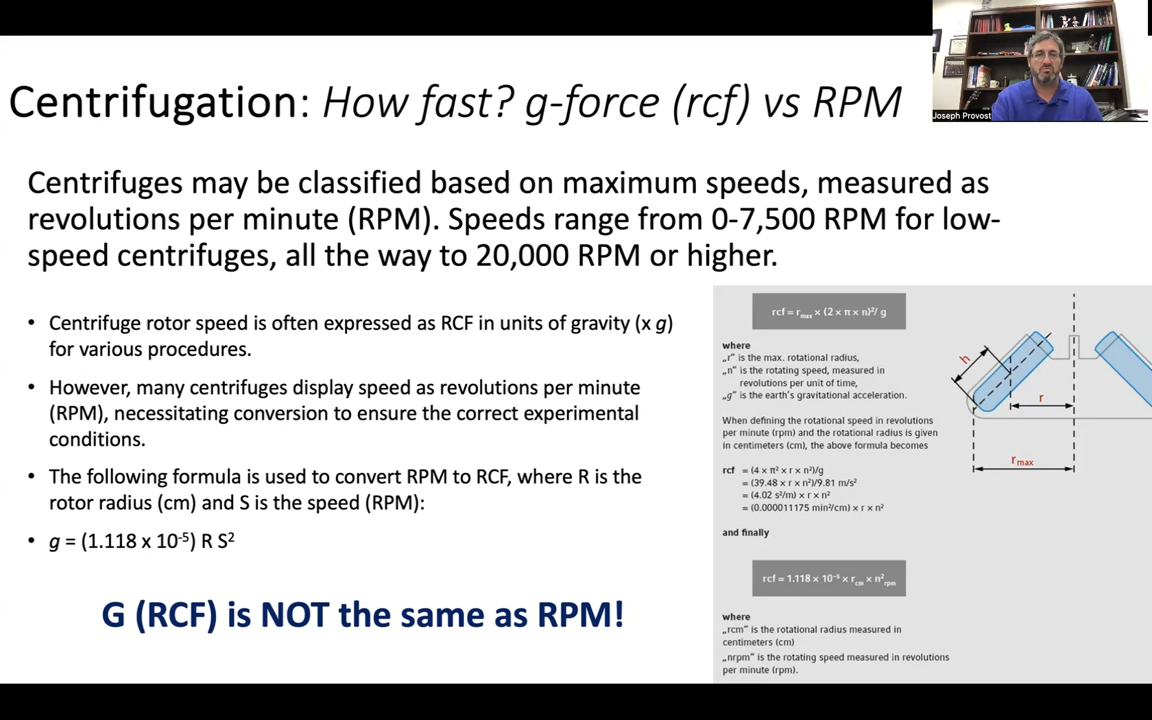 Centrifugation: How fast? g-force (rcf) vs RPM
Joseph Provost
Centrifuges may be classified based on maximum speeds, measured as
revolutions per minute (RPM). Speeds range from 0-7,500 RPM for low-
speed centrifuges, all the way to 20,000 RPM or higher.
• Centrifuge rotor speed is often expressed as RCF in units of gravity (x g)
for various procedures.
• However, many centrifuges display speed as revolutions per minute
(RPM), necessitating conversion to ensure the correct experimental
conditions.
• The following formula is used to convert RPM to RCF, where R is the
rotor radius (cm) and S is the speed (RPM):
• g = (1.118 x 10⁻⁵) R S²
G (RCF) is NOT the same as RPM!
rcf = rmax × (2 × π × n)²/ g
where
„r“ is the max. rotational radius,
„n“ is the rotating speed, measured in
revolutions per unit of time,
„g“ is the earth's gravitational acceleration.
When defining the rotational speed in revolutions
per minute (rpm) and the rotational radius is given
in centimeters (cm), the above formula becomes
rcf = (4 × π² × r × n²)/g
= (39.48 × r × n²)/9.81 m/s²
= (4.02 s²/m) × r × n²
= (0.000011175 min²/cm) × r × n²
and finally
rcf = 1.118 × 10⁻⁵ × rcm × n²rpm
where
„rcm“ is the rotational radius measured in
centimeters (cm)
„nrpm“ is the rotating speed measured in revolutions
per minute (rpm).
h
r
rmax